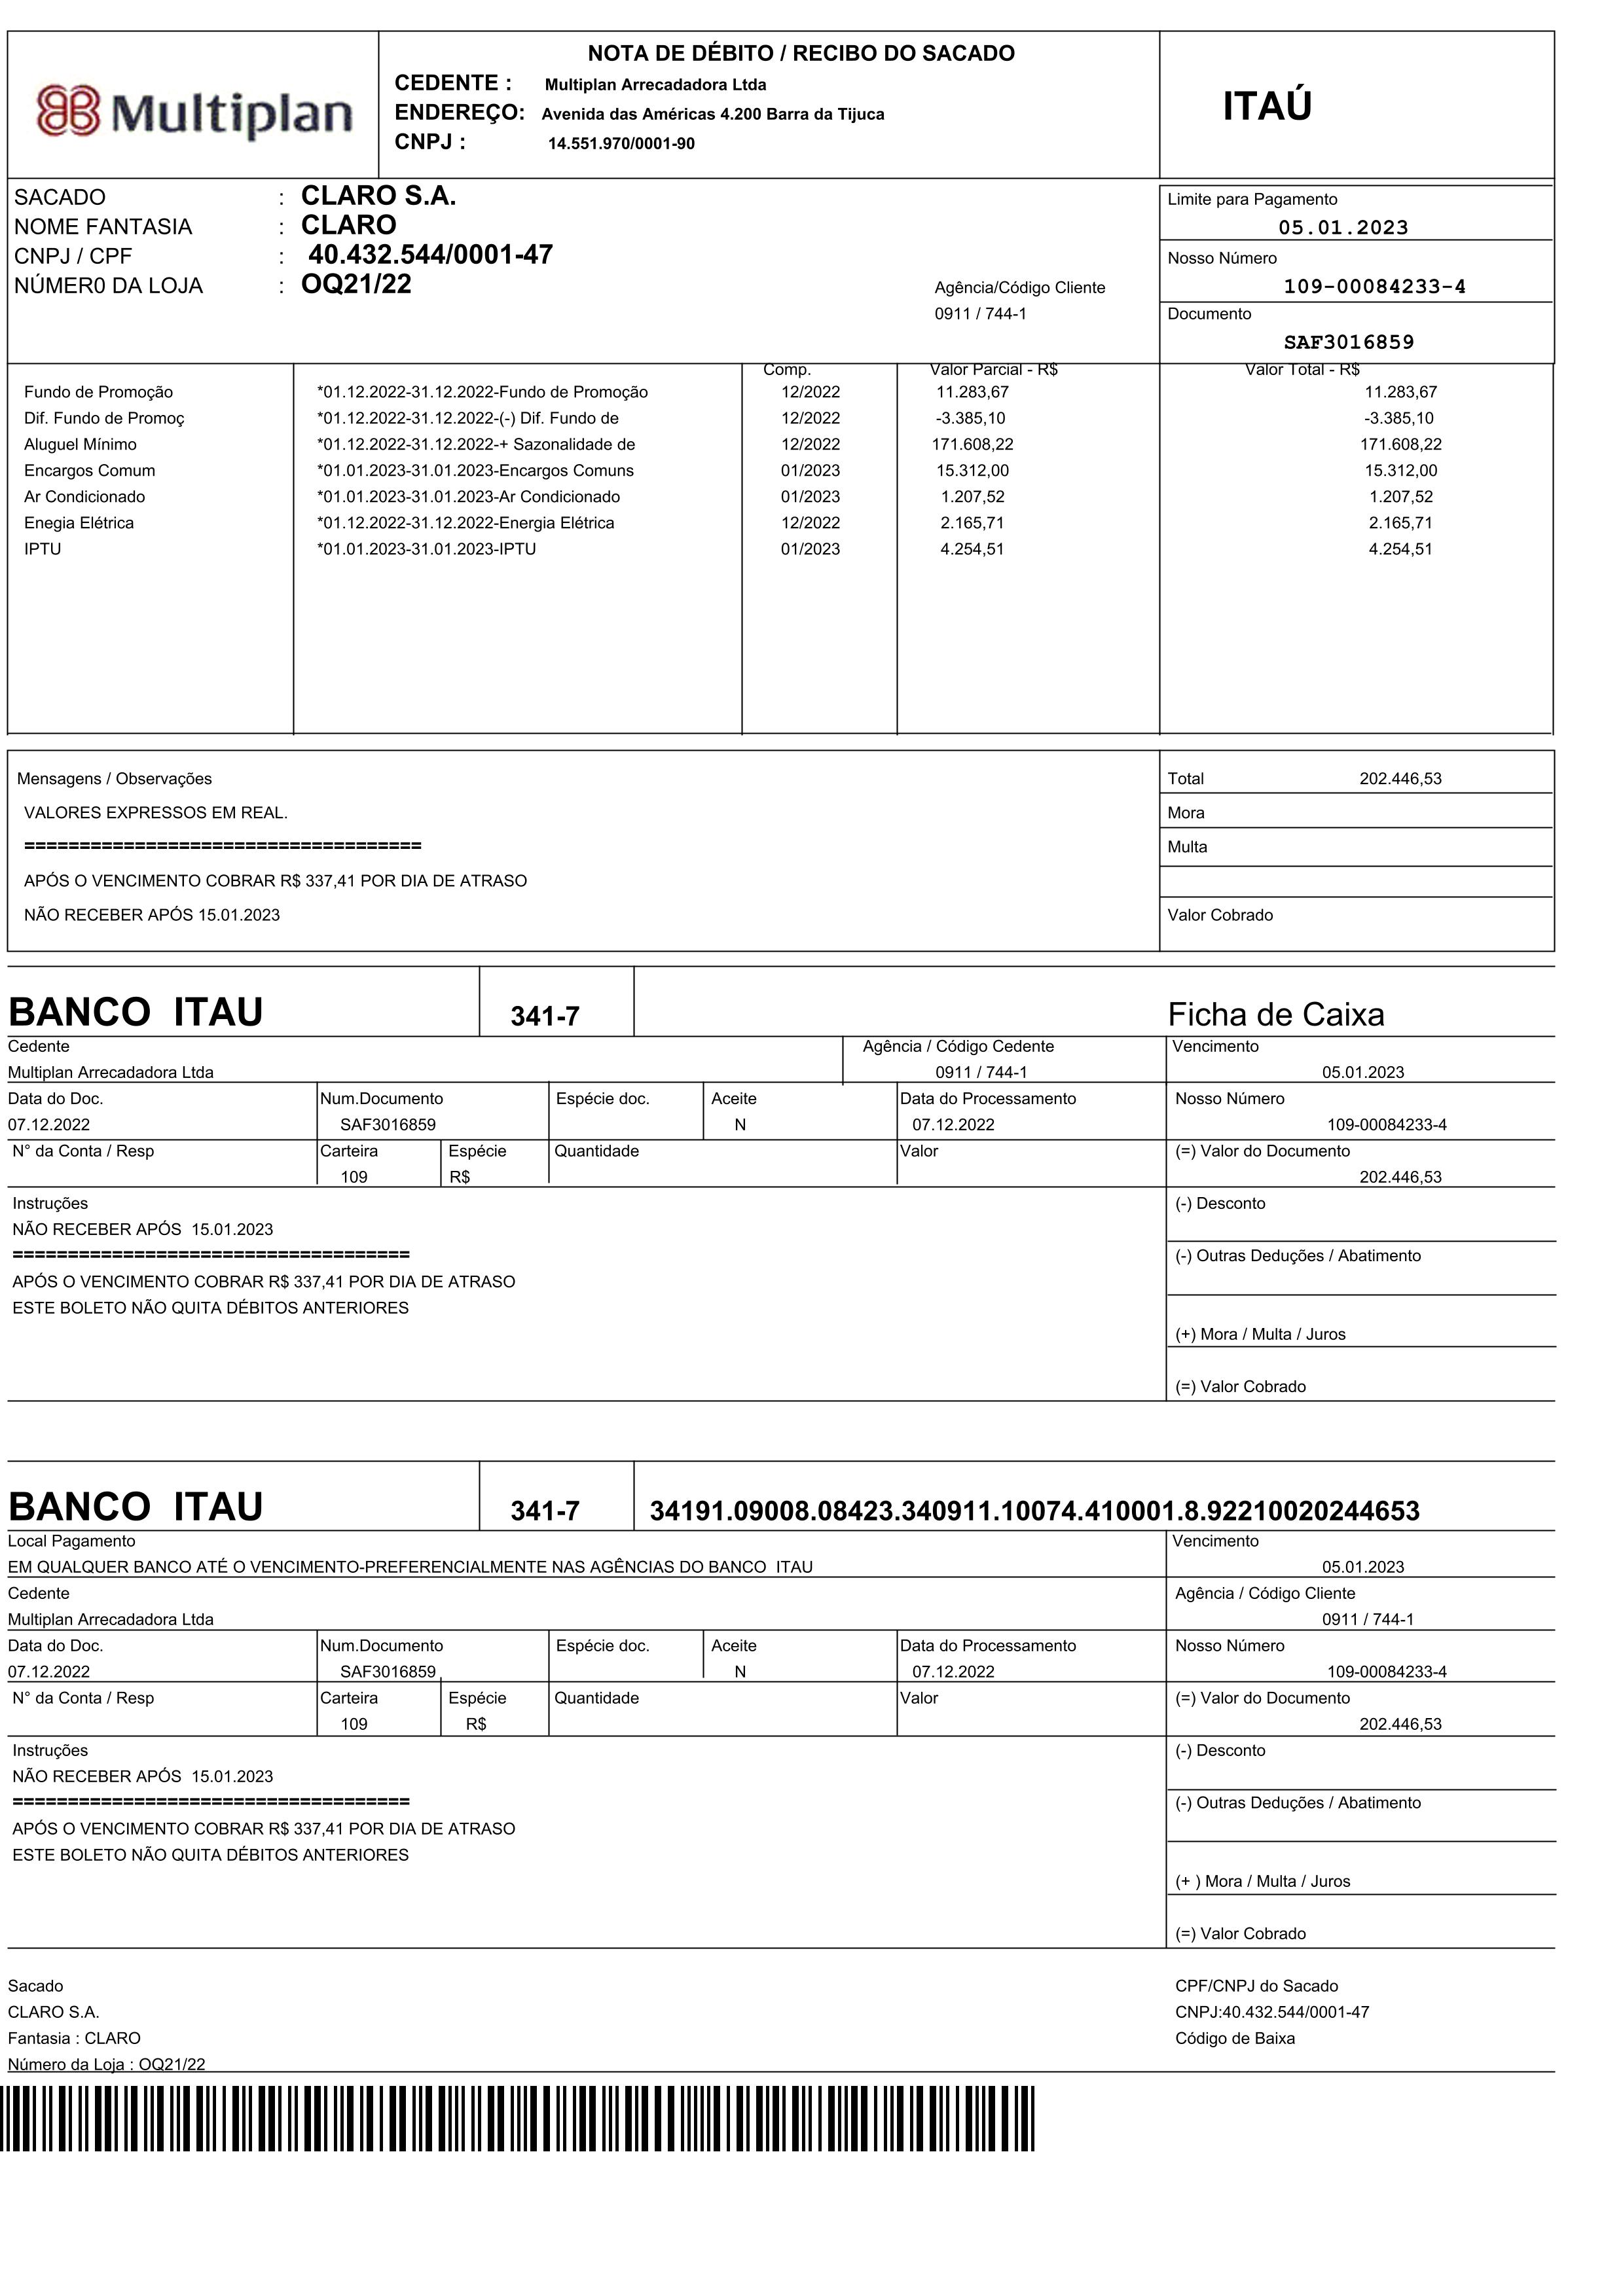 Multiplan
NOTA DE DÉBITO / RECIBO DO SACADO
CEDENTE : Multiplan Arrecadadora Ltda
ENDEREÇO: Avenida das Américas 4.200 Barra da Tijuca
CNPJ : 14.551.970/0001-90
ITAÚ
SACADO : CLARO S.A.
NOME FANTASIA : CLARO
CNPJ / CPF : 40.432.544/0001-47
NÚMER0 DA LOJA : OQ21/22
Agência/Código Cliente
0911 / 744-1
Limite para Pagamento
05.01.2023
Nosso Número
109-00084233-4
Documento
SAF3016859
Comp. Valor Parcial - R$ Valor Total - R$
Fundo de Promoção *01.12.2022-31.12.2022-Fundo de Promoção 12/2022 11.283,67 11.283,67
Dif. Fundo de Promoç *01.12.2022-31.12.2022-(-) Dif. Fundo de 12/2022 -3.385,10 -3.385,10
Aluguel Mínimo *01.12.2022-31.12.2022-+ Sazonalidade de 12/2022 171.608,22 171.608,22
Encargos Comum *01.01.2023-31.01.2023-Encargos Comuns 01/2023 15.312,00 15.312,00
Ar Condicionado *01.01.2023-31.01.2023-Ar Condicionado 01/2023 1.207,52 1.207,52
Enegia Elétrica *01.12.2022-31.12.2022-Energia Elétrica 12/2022 2.165,71 2.165,71
IPTU *01.01.2023-31.01.2023-IPTU 01/2023 4.254,51 4.254,51
Mensagens / Observações Total 202.446,53
VALORES EXPRESSOS EM REAL. Mora
==================================== Multa
APÓS O VENCIMENTO COBRAR R$ 337,41 POR DIA DE ATRASO
NÃO RECEBER APÓS 15.01.2023 Valor Cobrado
BANCO ITAU 341-7 Ficha de Caixa
Cedente Agência / Código Cedente Vencimento
Multiplan Arrecadadora Ltda 0911 / 744-1 05.01.2023
Data do Doc. Num.Documento Espécie doc. Aceite Data do Processamento Nosso Número
07.12.2022 SAF3016859 N 07.12.2022 109-00084233-4
N° da Conta / Resp Carteira Espécie Quantidade Valor (=) Valor do Documento
109 R$ 202.446,53
Instruções (-) Desconto
NÃO RECEBER APÓS 15.01.2023
==================================== (-) Outras Deduções / Abatimento
APÓS O VENCIMENTO COBRAR R$ 337,41 POR DIA DE ATRASO
ESTE BOLETO NÃO QUITA DÉBITOS ANTERIORES
(+) Mora / Multa / Juros
(=) Valor Cobrado
BANCO ITAU 341-7 34191.09008.08423.340911.10074.410001.8.92210020244653
Local Pagamento Vencimento
EM QUALQUER BANCO ATÉ O VENCIMENTO-PREFERENCIALMENTE NAS AGÊNCIAS DO BANCO ITAU 05.01.2023
Cedente Agência / Código Cliente
Multiplan Arrecadadora Ltda 0911 / 744-1
Data do Doc. Num.Documento Espécie doc. Aceite Data do Processamento Nosso Número
07.12.2022 SAF3016859 N 07.12.2022 109-00084233-4
N° da Conta / Resp Carteira Espécie Quantidade Valor (=) Valor do Documento
109 R$ 202.446,53
Instruções (-) Desconto
NÃO RECEBER APÓS 15.01.2023
==================================== (-) Outras Deduções / Abatimento
APÓS O VENCIMENTO COBRAR R$ 337,41 POR DIA DE ATRASO
ESTE BOLETO NÃO QUITA DÉBITOS ANTERIORES
(+ ) Mora / Multa / Juros
(=) Valor Cobrado
Sacado CPF/CNPJ do Sacado
CLARO S.A. CNPJ:40.432.544/0001-47
Fantasia : CLARO Código de Baixa
Número da Loja : OQ21/22